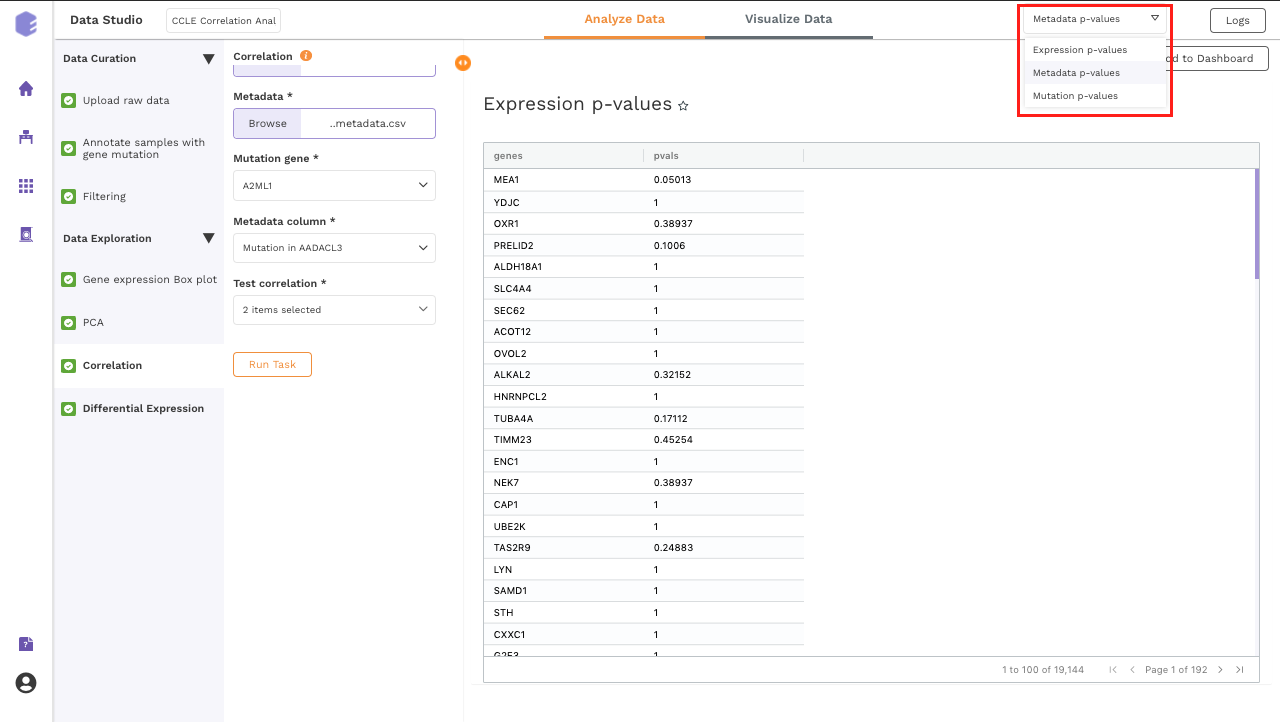 Data Studio
CCLE Correlation Anal
Analyze Data
Visualize Data
Metadata p-values
Logs
Expression p-values
Metadata p-values
Mutation p-values
d to Dashboard
Data Curation
Upload raw data
Annotate samples with
gene mutation
Filtering
Data Exploration
Gene expression Box plot
PCA
Correlation
Differential Expression
Correlation
Metadata *
Browse ..metadata.csv
Mutation gene *
A2ML1
Metadata column *
Mutation in AADACL3
Test correlation *
2 items selected
Run Task
Expression p-values
genes pvals
MEA1 0.05013
YDJC 1
OXR1 0.38937
PRELID2 0.1006
ALDH18A1 1
SLC4A4 1
SEC62 1
ACOT12 1
OVOL2 1
ALKAL2 0.32152
HNRNPCL2 1
TUBA4A 0.17112
TIMM23 0.45254
ENC1 1
NEK7 0.38937
CAP1 1
UBE2K 1
TAS2R9 0.24883
LYN 1
SAMD1 1
STH 1
CXXC1 1
1 to 100 of 19,144 Page 1 of 192